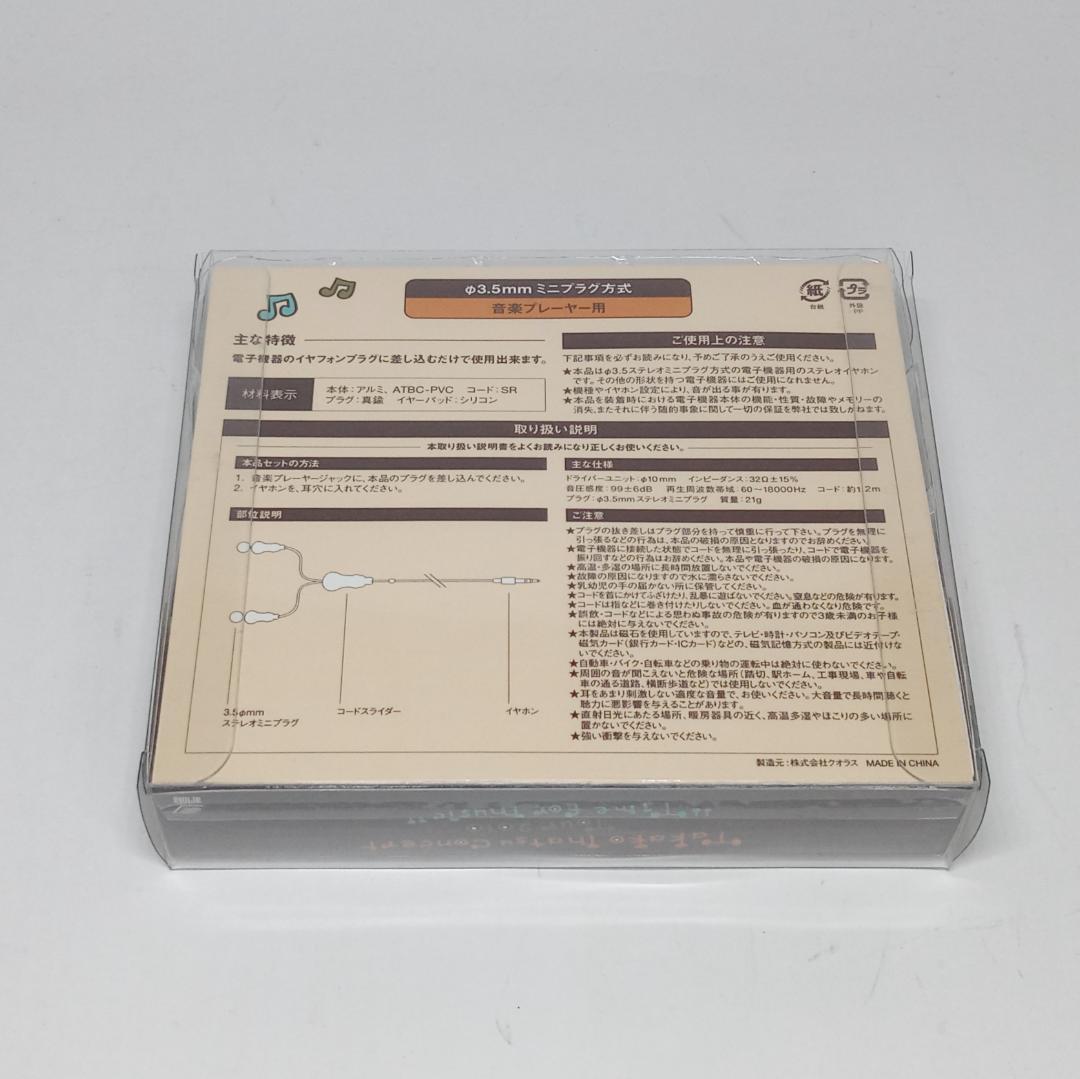 φ3.5mm ミニプラグ方式
音楽プレーヤー用
紙
台紙
プラ
外袋
:PP
主な特徴
電子機器のイヤフォンプラグに差し込むだけで使用出来ます。
材料表示
本体：アルミ、ATBC-PVC コード：SR
プラグ：真鍮 イヤーパッド：シリコン
ご使用上の注意
下記事項を必ずお読みになり、予めご了承のうえご使用ください。
★本品はφ3.5ステレオミニプラグ方式の電子機器用のステレオイヤホン
です。その他の形状を持つ電子機器にはご使用になれません。
★機種やイヤホン設定により、音が出る事が有ります。
★本品を装着時における電子機器本体の機能・性質・故障やメモリーの
消失、またそれに伴う随的事象に関して一切の保証を弊社では致しかねます。
取り扱い説明
本取り扱い説明書をよくお読みになり正しくお使いください。
本品セットの方法
1. 音楽プレーヤージャックに、本品のプラグを差し込んでください。
2. イヤホンを、耳穴に入れてください。
部位説明
3.5φmm
ステレオミニプラグ
コードスライダー
イヤホン
主な仕様
ドライバーユニット：φ10mm インピーダンス：32Ω±15%
音圧感度：99±6dB 再生周波数帯域：60～18000Hz コード：約1.2m
プラグ：φ3.5mmステレオミニプラグ 質量：21g
ご注意
★プラグの抜き差しはプラグ部分を持って慎重に行って下さい。プラグを無理に
引っ張るなどの行為は、本品の破損の原因となりますのでお辞めください。
★電子機器に接続した状態でコードを無理に引っ張ったり、コードで電子機器を
振り回すなどの行為はお辞めください。本品や電子機器の破損の原因になります。
★高温・多湿の場所に長時間放置しないでください。
★故障の原因になりますので水に濡らさないでください。
★乳幼児の手の届かない所に保管してください。
★コードを首にかけてふざけたり、乱暴に遊ばないでください。窒息などの危険が有ります。
★コードは指などに巻き付けたりしないでください。血が通わなくなり危険です。
★誤飲・コードなどによる思わぬ事故の危険が有りますので3歳未満のお子様
には絶対に与えないでください。
★本製品は磁石を使用していますので、テレビ・時計・パソコン及びビデオテープ・
磁気カード(銀行カード・ICカード)などの、磁気記憶方式の製品には近付けな
いでください。
★自動車・バイク・自転車などの乗り物の運転中は絶対に使わないでください。
★周囲の音が聞こえないと危険な場所(踏切、駅ホーム、工事現場、車や自転
車の通る道路、横断歩道など)では使用しないでください。
★耳をあまり刺激しない適度な音量で、お使いください。大音量で長時間聴くと
聴力に悪影響を与えることがあります。
★直射日光にあたる場所、暖房器具の近く、高温多湿やほこりの多い場所に
置かないでください。
★強い衝撃を与えないでください。
製造元：株式会社クオラス MADE IN CHINA